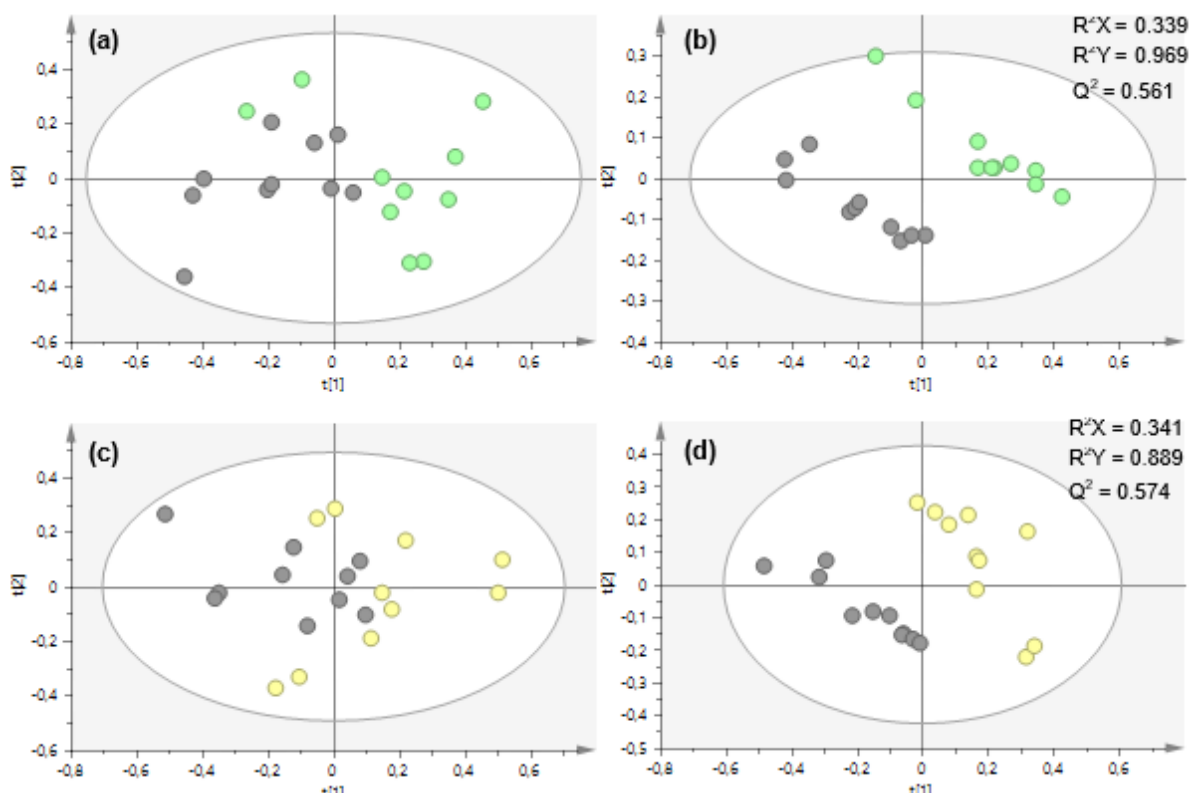 (a)
t[2]
0,4
0,2
0
-0,2
-0,4
-0,6
-0,8 -0,6 -0,4 -0,2 0 0,2 0,4 0,6
t[1]
(b)
R²X = 0.339
R²Y = 0.969
Q² = 0.561
t[2]
0,3
0,2
0,1
0
-0,1
-0,2
-0,3
-0,4
-0,8 -0,6 -0,4 -0,2 0 0,2 0,4 0,6
t[1]
(c)
t[2]
0,4
0,2
0
-0,2
-0,4
-0,6
-0,8 -0,6 -0,4 -0,2 0 0,2 0,4 0,6
t[1]
(d)
R²X = 0.341
R²Y = 0.889
Q² = 0.574
t[2]
0,4
0,3
0,2
0,1
0
-0,1
-0,2
-0,3
-0,4
-0,5
-0,8 -0,6 -0,4 -0,2 0 0,2 0,4 0,6
t[1]